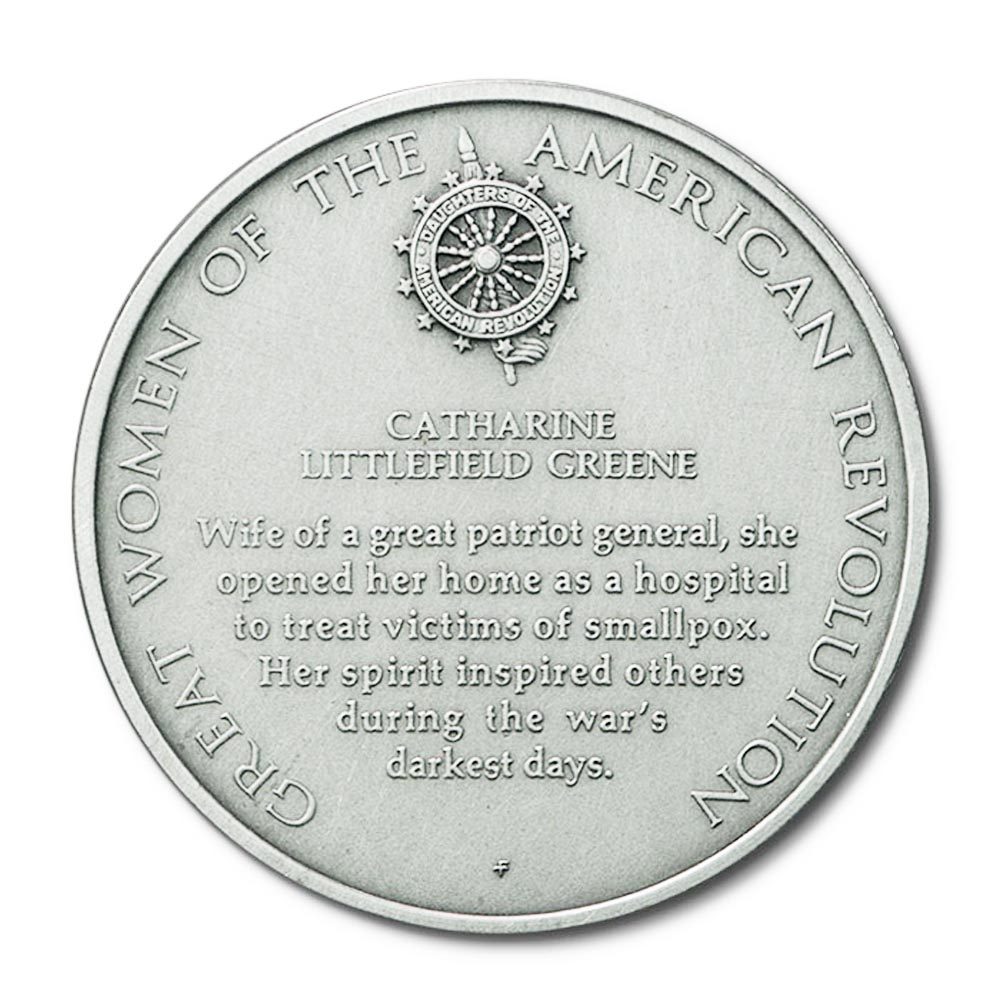 GREAT WOMEN OF THE AMERICAN REVOLUTION
DAUGHTERS OF THE
AMERICAN REVOLUTION
CATHARINE
LITTLEFIELD GREENE
Wife of a great patriot general, she
opened her home as a hospital
to treat victims of smallpox.
Her spirit inspired others
during the war's
darkest days.